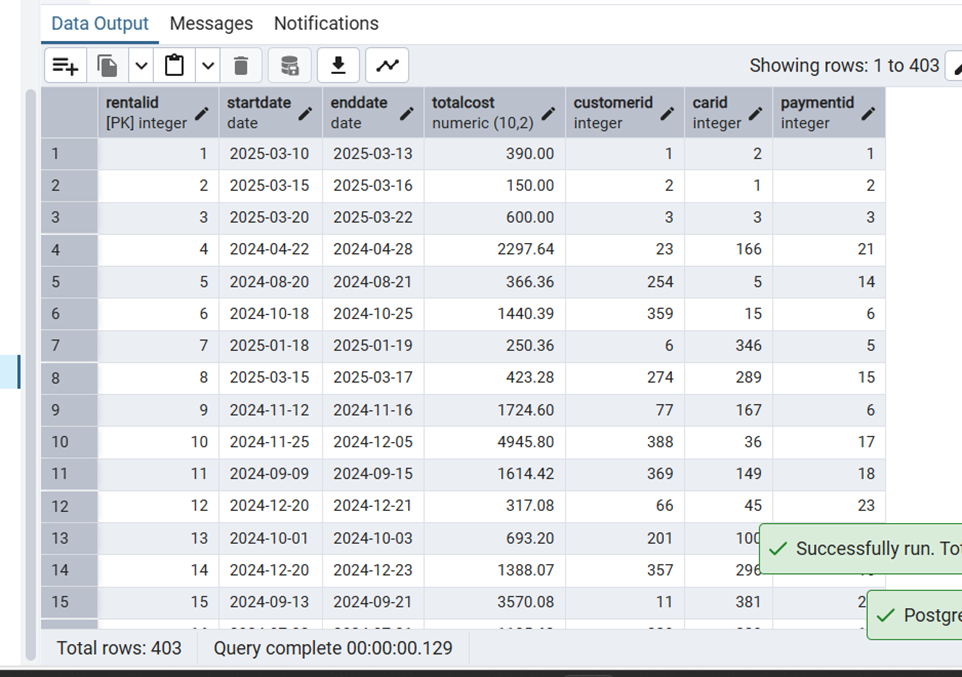 Data Output Messages Notifications
Showing rows: 1 to 403
rentalid startdate enddate totalcost customerid carid paymentid
[PK] integer date date numeric (10,2) integer integer integer
1 1 2025-03-10 2025-03-13 390.00 1 2 1
2 2 2025-03-15 2025-03-16 150.00 2 1 2
3 3 2025-03-20 2025-03-22 600.00 3 3 3
4 4 2024-04-22 2024-04-28 2297.64 23 166 21
5 5 2024-08-20 2024-08-21 366.36 254 5 14
6 6 2024-10-18 2024-10-25 1440.39 359 15 6
7 7 2025-01-18 2025-01-19 250.36 6 346 5
8 8 2025-03-15 2025-03-17 423.28 274 289 15
9 9 2024-11-12 2024-11-16 1724.60 77 167 6
10 10 2024-11-25 2024-12-05 4945.80 388 36 17
11 11 2024-09-09 2024-09-15 1614.42 369 149 18
12 12 2024-12-20 2024-12-21 317.08 66 45 23
13 13 2024-10-01 2024-10-03 693.20 201 100
Successfully run. To
14 14 2024-12-20 2024-12-23 1388.07 357 296
15 15 2024-09-13 2024-09-21 3570.08 11 381 2
Postgre
Total rows: 403 Query complete 00:00:00.129